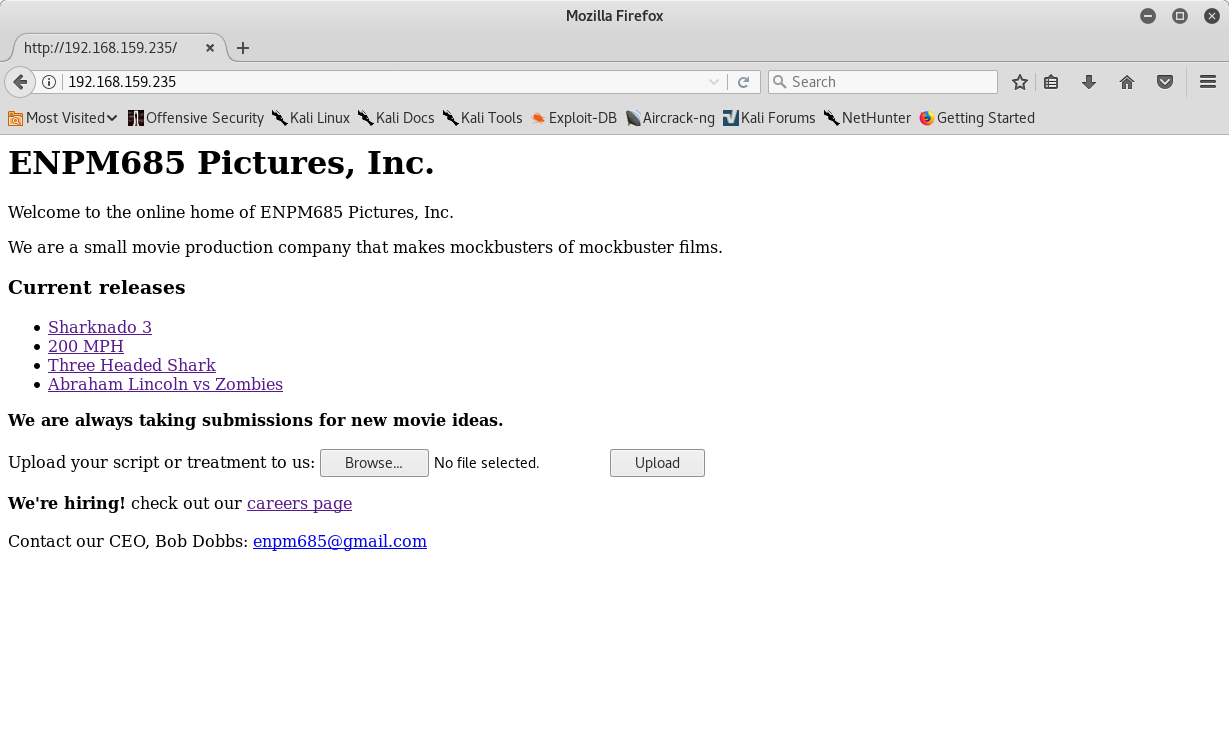 Mozilla Firefox
http://192.168.159.235/
192.168.159.235 Search
Most Visited Offensive Security Kali Linux Kali Docs Kali Tools Exploit-DB Aircrack-ng Kali Forums NetHunter Getting Started
ENPM685 Pictures, Inc.
Welcome to the online home of ENPM685 Pictures, Inc.
We are a small movie production company that makes mockbusters of mockbuster films.
Current releases
Sharknado 3
200 MPH
Three Headed Shark
Abraham Lincoln vs Zombies
We are always taking submissions for new movie ideas.
Upload your script or treatment to us: Browse... No file selected. Upload
We're hiring! check out our careers page
Contact our CEO, Bob Dobbs: enpm685@gmail.com